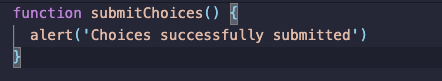 function submitChoices() {
  alert('Choices successfully submitted')
}